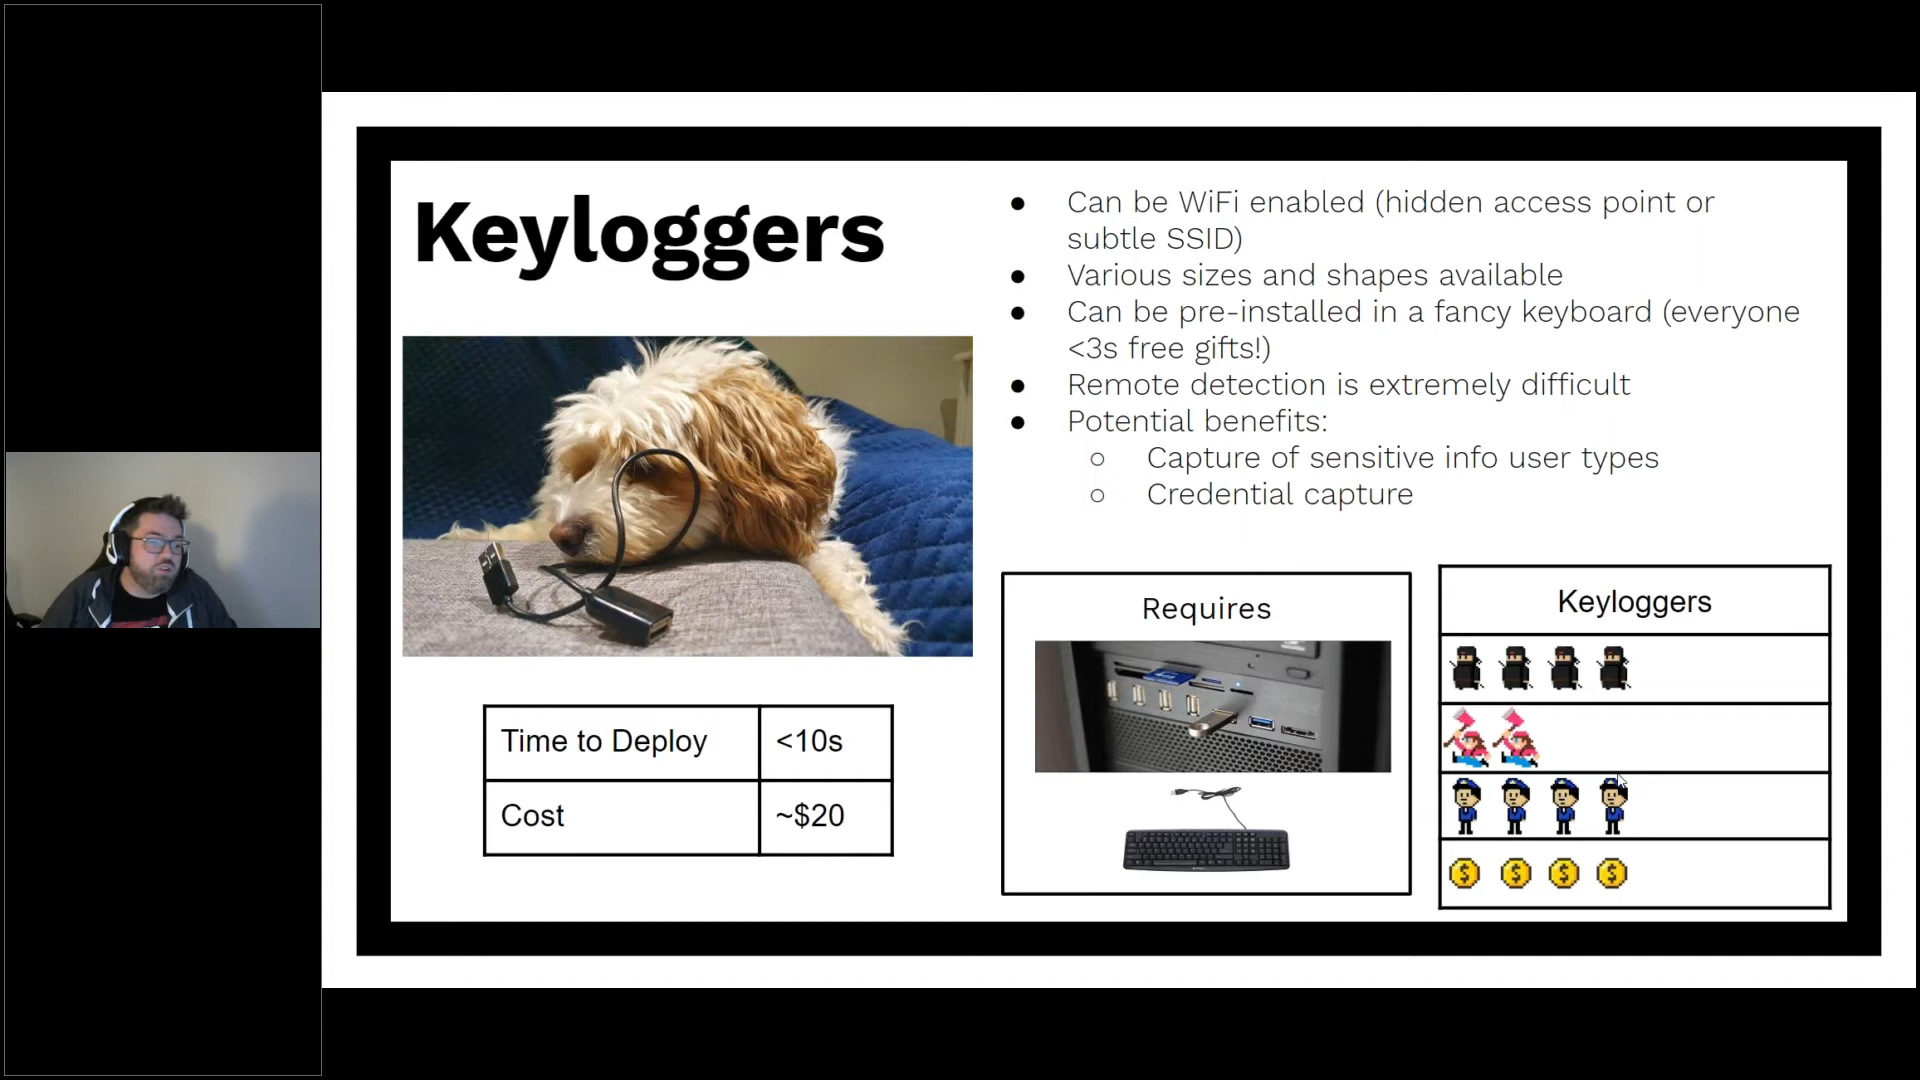 Keyloggers
● Can be WiFi enabled (hidden access point or
subtle SSID)
● Various sizes and shapes available
● Can be pre-installed in a fancy keyboard (everyone
<3s free gifts!)
● Remote detection is extremely difficult
● Potential benefits:
○ Capture of sensitive info user types
○ Credential capture
Time to Deploy <10s
Cost ~$20
Requires
Keyloggers